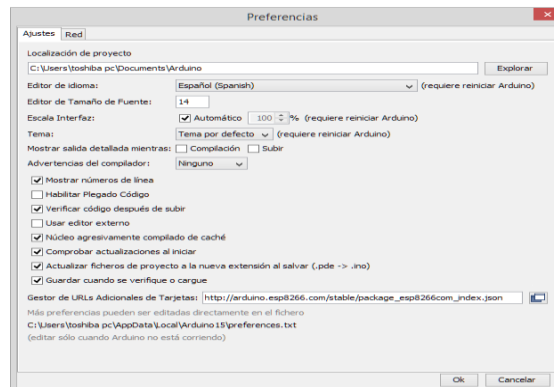 Preferencias
Ajustes Red
Localización de proyecto
C:\Users\toshiba pc\Documents\Arduino Explorar
Editor de idioma: Español (Spanish) (requiere reiniciar Arduino)
Editor de Tamaño de Fuente: 14
Escala Interfaz: Automático 100 % (requiere reiniciar Arduino)
Tema: Tema por defecto (requiere reiniciar Arduino)
Mostrar salida detallada mientras: Compilación Subir
Advertencias del compilador: Ninguno
Mostrar números de línea
Habilitar Plegado Código
Verificar código después de subir
Usar editor externo
Núcleo agresivamente compilado de caché
Comprobar actualizaciones al iniciar
Actualizar ficheros de proyecto a la nueva extensión al salvar (.pde -> .ino)
Guardar cuando se verifique o cargue
Gestor de URLs Adicionales de Tarjetas: http://arduino.esp8266.com/stable/package_esp8266com_index.json
Más preferencias pueden ser editadas directamente en el fichero
C:\Users\toshiba pc\AppData\Local\Arduino15\preferences.txt
(editar sólo cuando Arduino no está corriendo)
Ok Cancelar